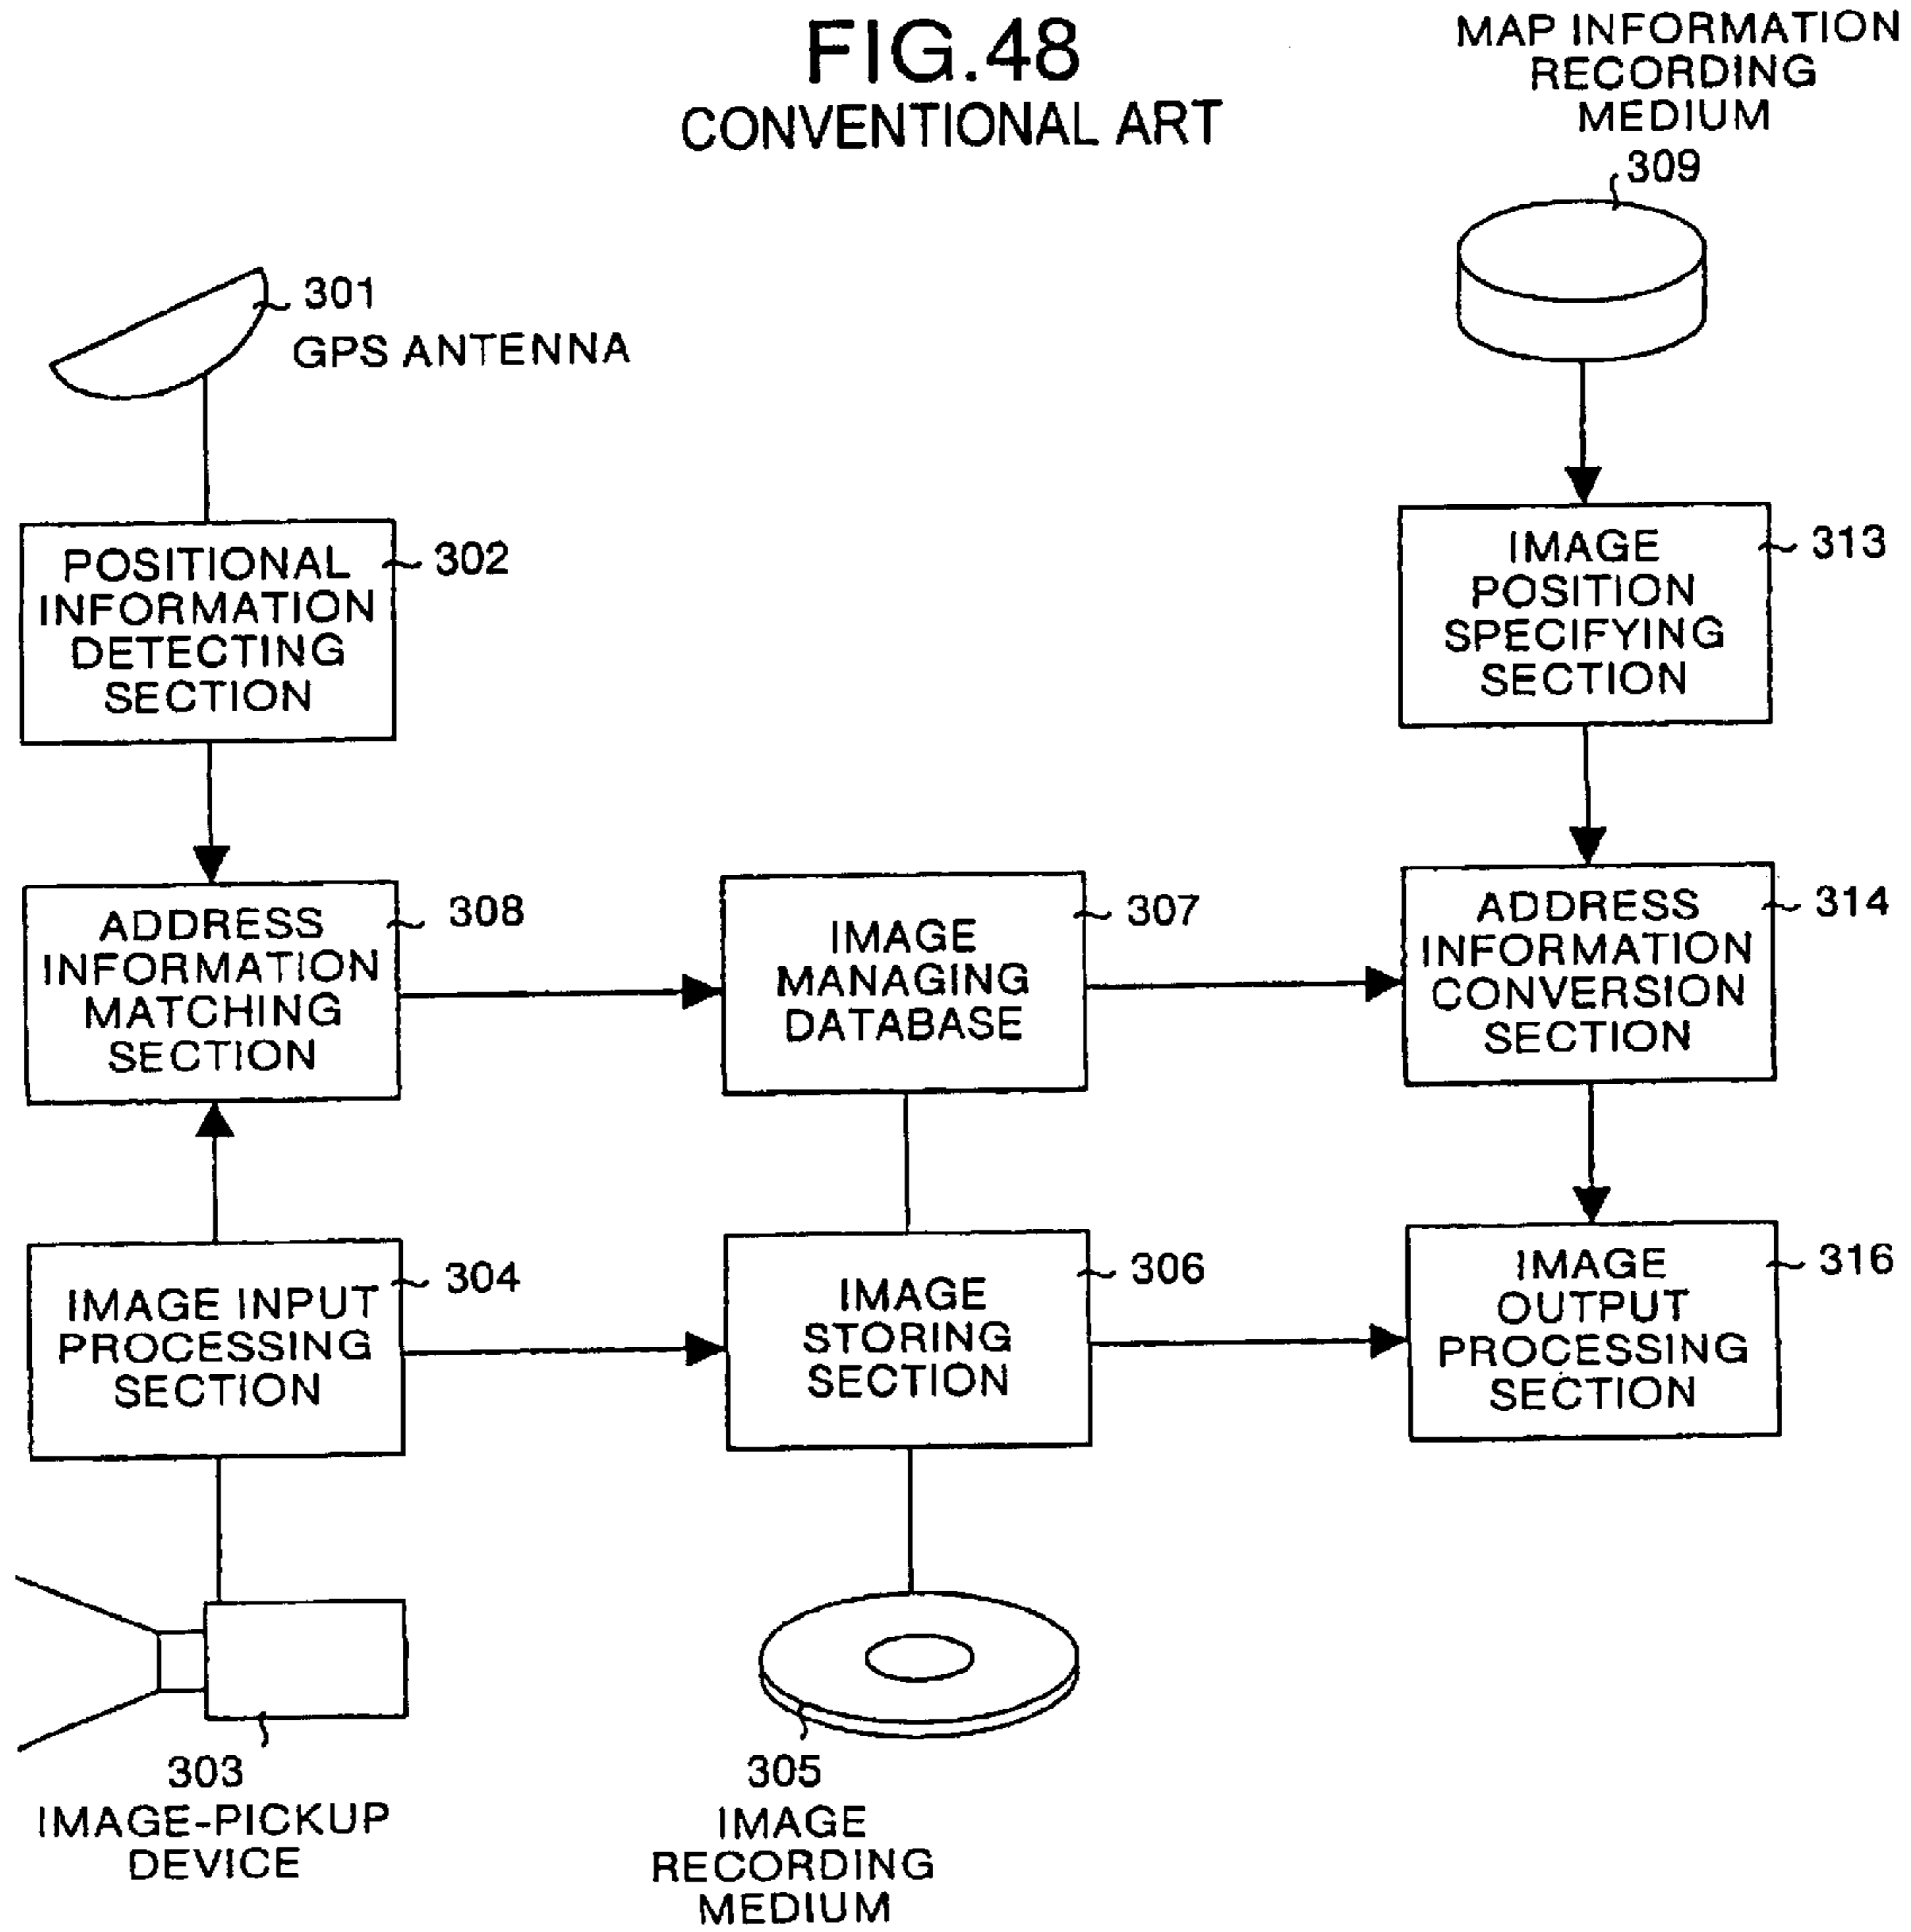 FIG.48
CONVENTIONAL ART
MAP INFORMATION
RECORDING
MEDIUM
309
301
GPS ANTENNA
POSITIONAL
INFORMATION
DETECTING
SECTION
302
IMAGE
POSITION
SPECIFYING
SECTION
313
ADDRESS
INFORMATION
MATCHING
SECTION
308
IMAGE
MANAGING
DATABASE
307
ADDRESS
INFORMATION
CONVERSION
SECTION
314
IMAGE INPUT
PROCESSING
SECTION
304
IMAGE
STORING
SECTION
306
IMAGE
OUTPUT
PROCESSING
SECTION
316
303
IMAGE-PICKUP
DEVICE
305
IMAGE
RECORDING
MEDIUM